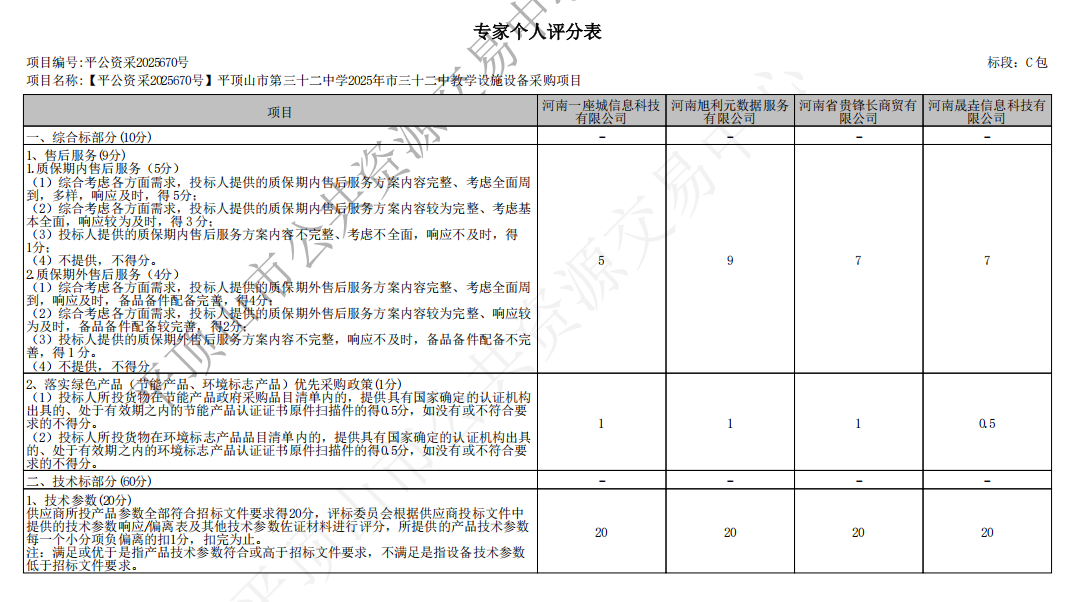 专家个人评分表
项目编号:平公资采2025670号
标段：C包
项目名称:【平公资采2025670号】平顶山市第三十二中学2025年市三十二中教学设施设备采购项目
项目
河南一座城信息科技有限公司
河南旭利元数据服务有限公司
河南省贵锋长商贸有限公司
河南晟垚信息科技有限公司
一、综合标部分(10分)
－ － － －
1、售后服务(9分)
1.质保期内售后服务（5分）
（1）综合考虑各方面需求，投标人提供的质保期内售后服务方案内容完整、考虑全面周
到，多样，响应及时，得5分；
（2）综合考虑各方面需求，投标人提供的质保期内售后服务方案内容较为完整、考虑基
本全面，响应较为及时，得3分；
（3）投标人提供的质保期内售后服务方案内容不完整、考虑不全面，响应不及时，得
1分；
（4）不提供，不得分。
2.质保期外售后服务（4分）
（1）综合考虑各方面需求，投标人提供的质保期外售后服务方案内容完整、考虑全面周
到，响应及时，备品备件配备完善，得4分；
（2）综合考虑各方面需求，投标人提供的质保期外售后服务方案内容较为完整、响应较
为及时，备品备件配备较完善，得2分；
（3）投标人提供的质保期外售后服务方案内容不完整，响应不及时，备品备件配备不完
善，得1分。
（4）不提供，不得分
5 9 7 7
2、落实绿色产品（节能产品、环境标志产品）优先采购政策(1分)
（1）投标人所投货物在节能产品政府采购品目清单内的，提供具有国家确定的认证机构
出具的、处于有效期之内的节能产品认证证书原件扫描件的得0.5分，如没有或不符合要
求的不得分。
（2）投标人所投货物在环境标志产品品目清单内的，提供具有国家确定的认证机构出具
的、处于有效期之内的环境标志产品认证证书原件扫描件的得0.5分，如没有或不符合要
求的不得分。
1 1 1 0.5
二、技术标部分(60分)
－ － － －
1、技术参数(20分)
供应商所投产品参数全部符合招标文件要求得20分，评标委员会根据供应商投标文件中
提供的技术参数响应/偏离表及其他技术参数佐证材料进行评分，所提供的产品技术参数
每一个小分项负偏离的扣1分，扣完为止。
注：满足或优于是指产品技术参数符合或高于招标文件要求，不满足是指设备技术参数
低于招标文件要求。
20 20 20 20
平顶山市公共资源交易中心
平顶山市公共资源交易中心